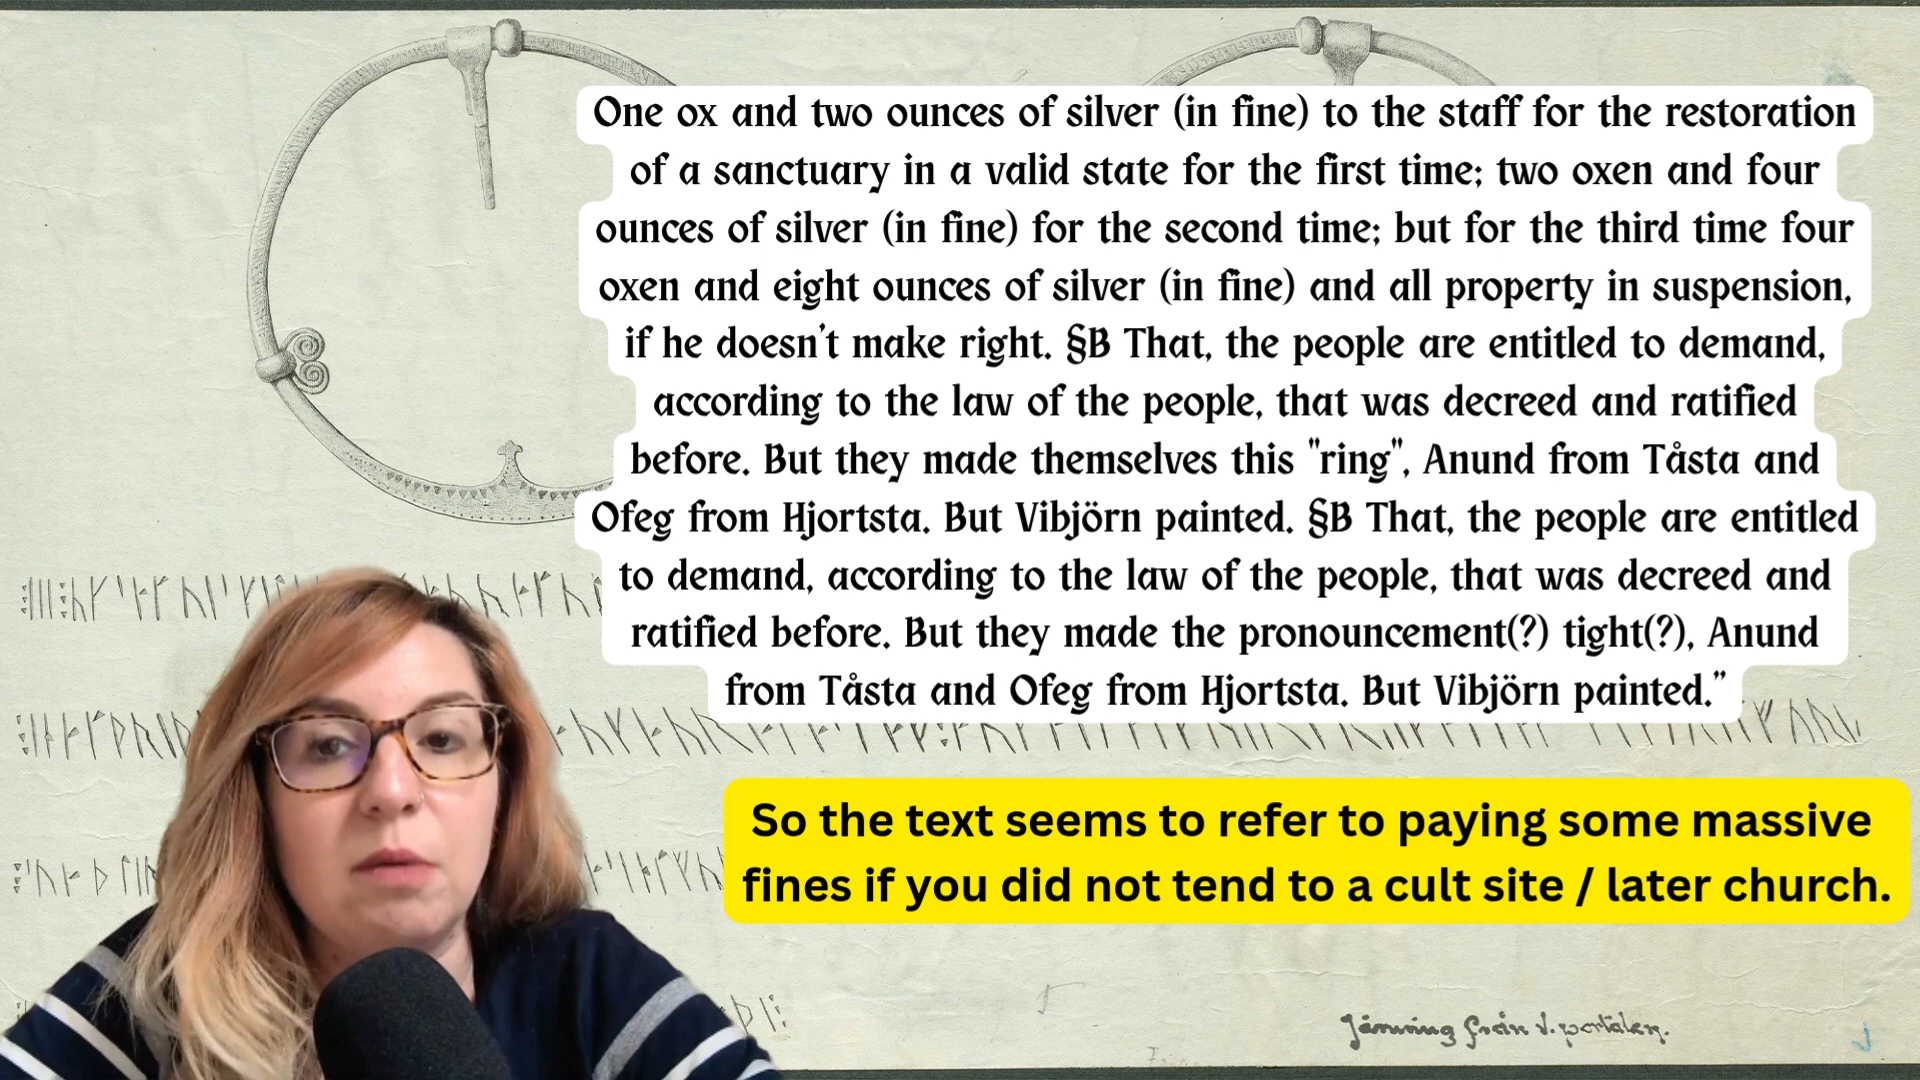 One ox and two ounces of silver (in fine) to the staff for the restoration
of a sanctuary in a valid state for the first time; two oxen and four
ounces of silver (in fine) for the second time; but for the third time four
oxen and eight ounces of silver (in fine) and all property in suspension,
if he doesn't make right. §B That, the people are entitled to demand,
according to the law of the people, that was decreed and ratified
before. But they made themselves this "ring", Anund from Tåsta and
Ofeg from Hjortsta. But Vibjörn painted. §B That, the people are entitled
to demand, according to the law of the people, that was decreed and
ratified before. But they made the pronouncement(?) tight(?), Anund
from Tåsta and Ofeg from Hjortsta. But Vibjörn painted.”
So the text seems to refer to paying some massive
fines if you did not tend to a cult site / later church.